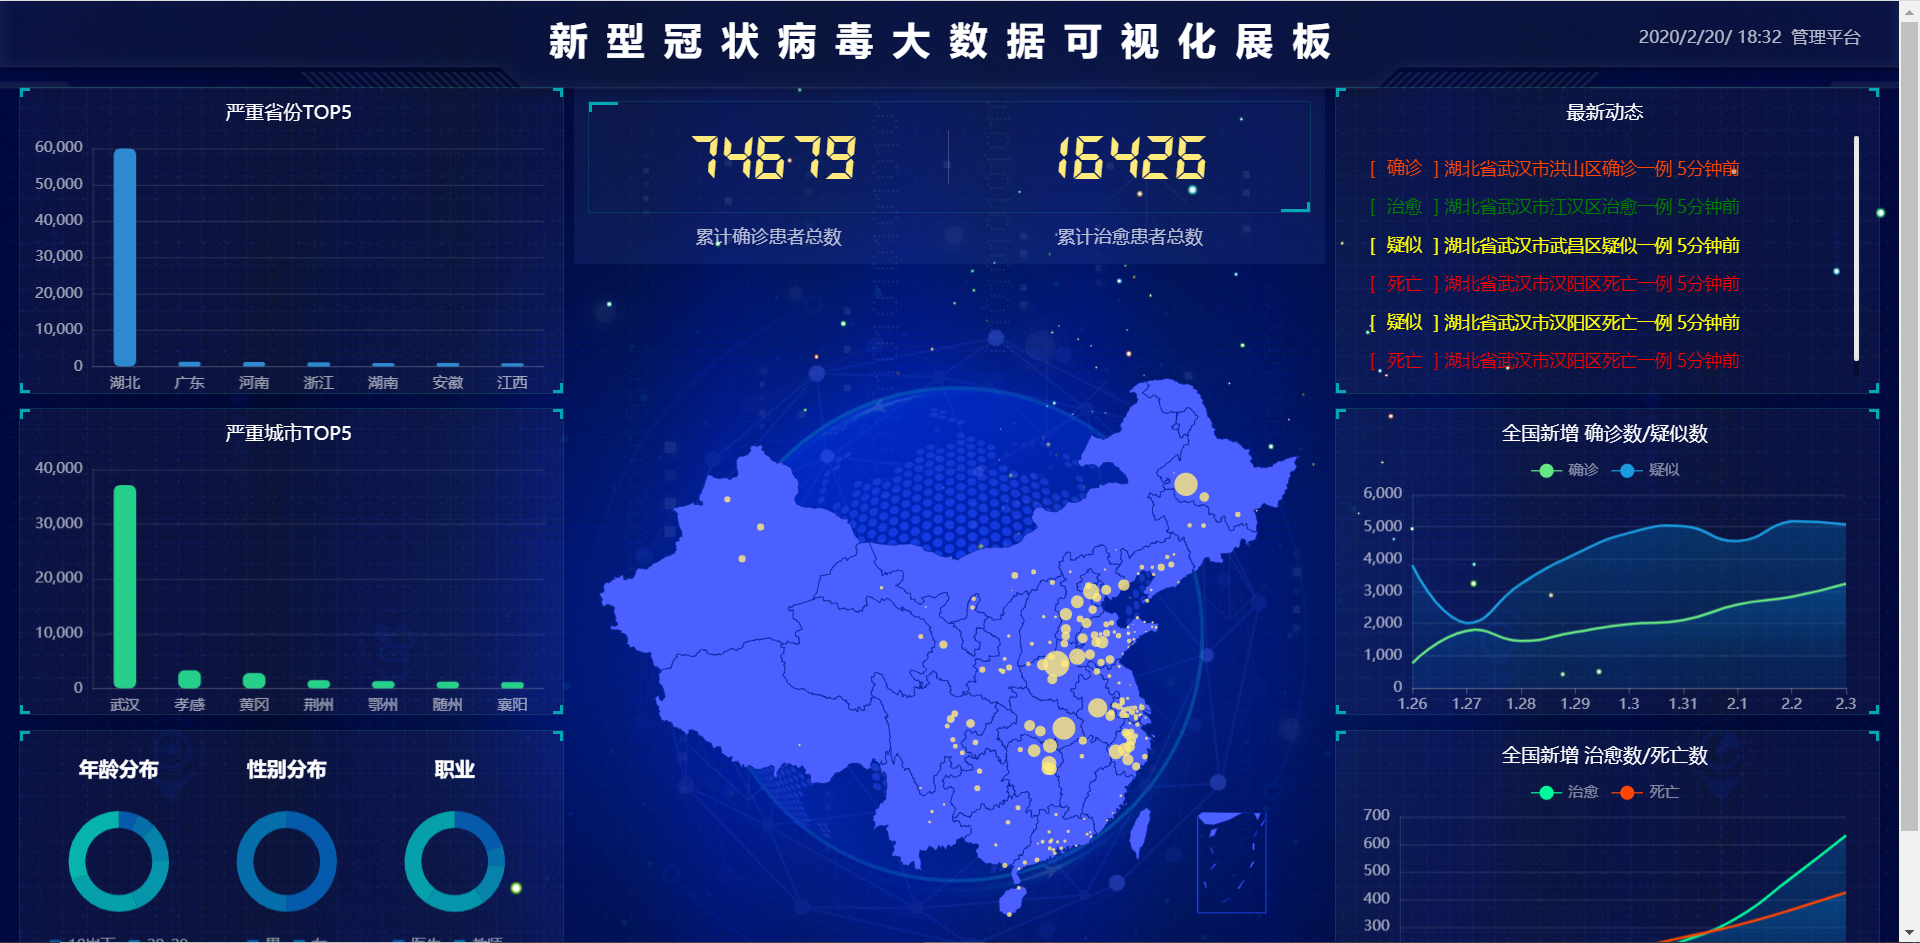 新型冠状病毒大数据可视化展板
2020/2/20/ 18:32 管理平台
严重省份TOP5
60,000
50,000
40,000
30,000
20,000
10,000
0
湖北 广东 河南 浙江 湖南 安徽 江西
严重城市TOP5
40,000
30,000
20,000
10,000
0
武汉 孝感 黄冈 荆州 鄂州 随州 襄阳
年龄分布 性别分布 职业
74679 16426
累计确诊患者总数 累计治愈患者总数
最新动态
[ 确诊 ] 湖北省武汉市洪山区确诊一例 5分钟前
[ 治愈 ] 湖北省武汉市江汉区治愈一例 5分钟前
[ 疑似 ] 湖北省武汉市武昌区疑似一例 5分钟前
[ 死亡 ] 湖北省武汉市汉阳区死亡一例 5分钟前
[ 疑似 ] 湖北省武汉市汉阳区死亡一例 5分钟前
[ 死亡 ] 湖北省武汉市汉阳区死亡一例 5分钟前
全国新增 确诊数/疑似数
确诊 疑似
6,000
5,000
4,000
3,000
2,000
1,000
0
1.26 1.27 1.28 1.29 1.3 1.31 2.1 2.2 2.3
全国新增 治愈数/死亡数
治愈 死亡
700
600
500
400
300